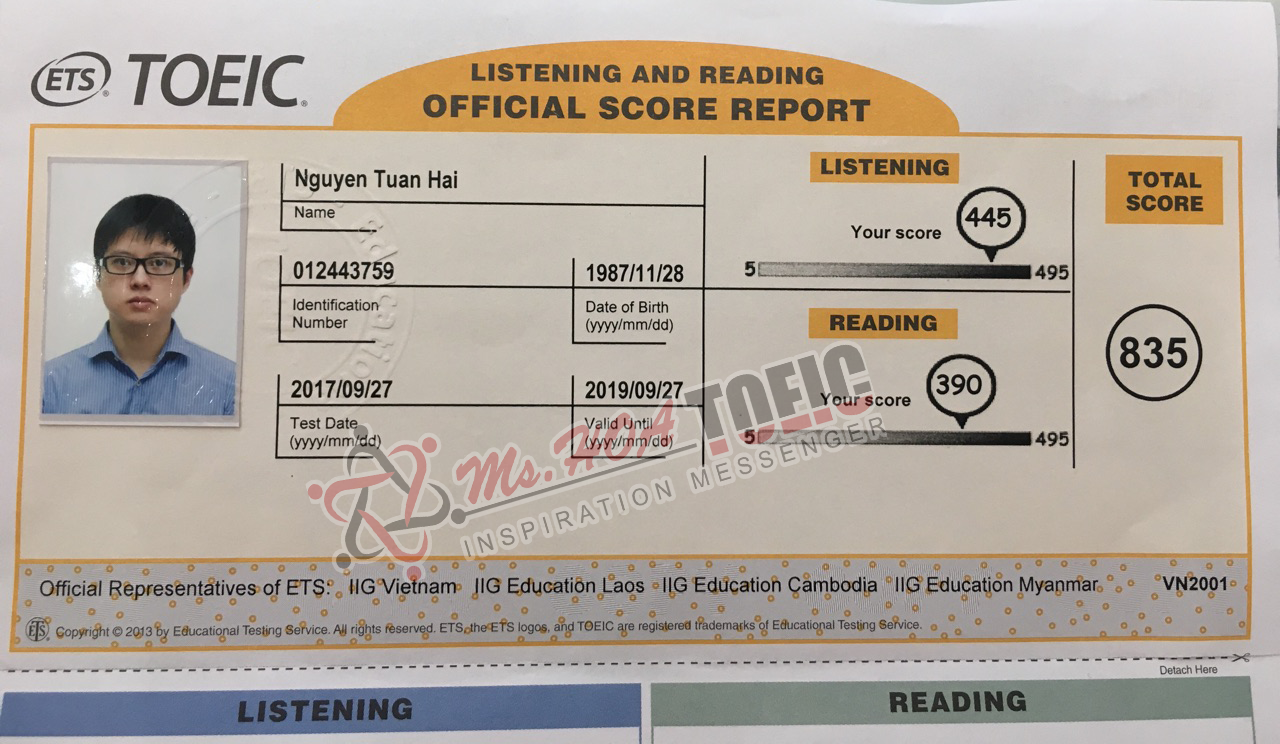 ETS® TOEIC®
LISTENING AND READING
OFFICIAL SCORE REPORT
Nguyen Tuan Hai
Name
012443759
Identification
Number
1987/11/28
Date of Birth
(yyyy/mm/dd)
2017/09/27
Test Date
(yyyy/mm/dd)
2019/09/27
Valid Until
(yyyy/mm/dd)
LISTENING
Your score
445
5 495
READING
Your score
390
5 495
TOTAL
SCORE
835
Ms.HOA TOEIC
INSPIRATION MESSENGER
Official Representatives of ETS: IIG Vietnam IIG Education Laos IIG Education Cambodia IIG Education Myanmar VN2001
ETS Copyright © 2013 by Educational Testing Service. All rights reserved. ETS, the ETS logos, and TOEIC are registered trademarks of Educational Testing Service.
Detach Here
LISTENING
READING